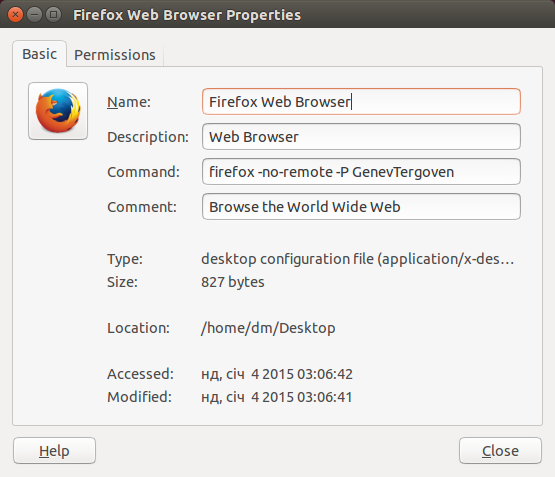 Firefox Web Browser Properties
Basic Permissions
Name: Firefox Web Browser
Description: Web Browser
Command: firefox -no-remote -P GenevTergoven
Comment: Browse the World Wide Web
Type: desktop configuration file (application/x-des…
Size: 827 bytes
Location: /home/dm/Desktop
Accessed: нд, січ 4 2015 03:06:42
Modified: нд, січ 4 2015 03:06:41
Help Close